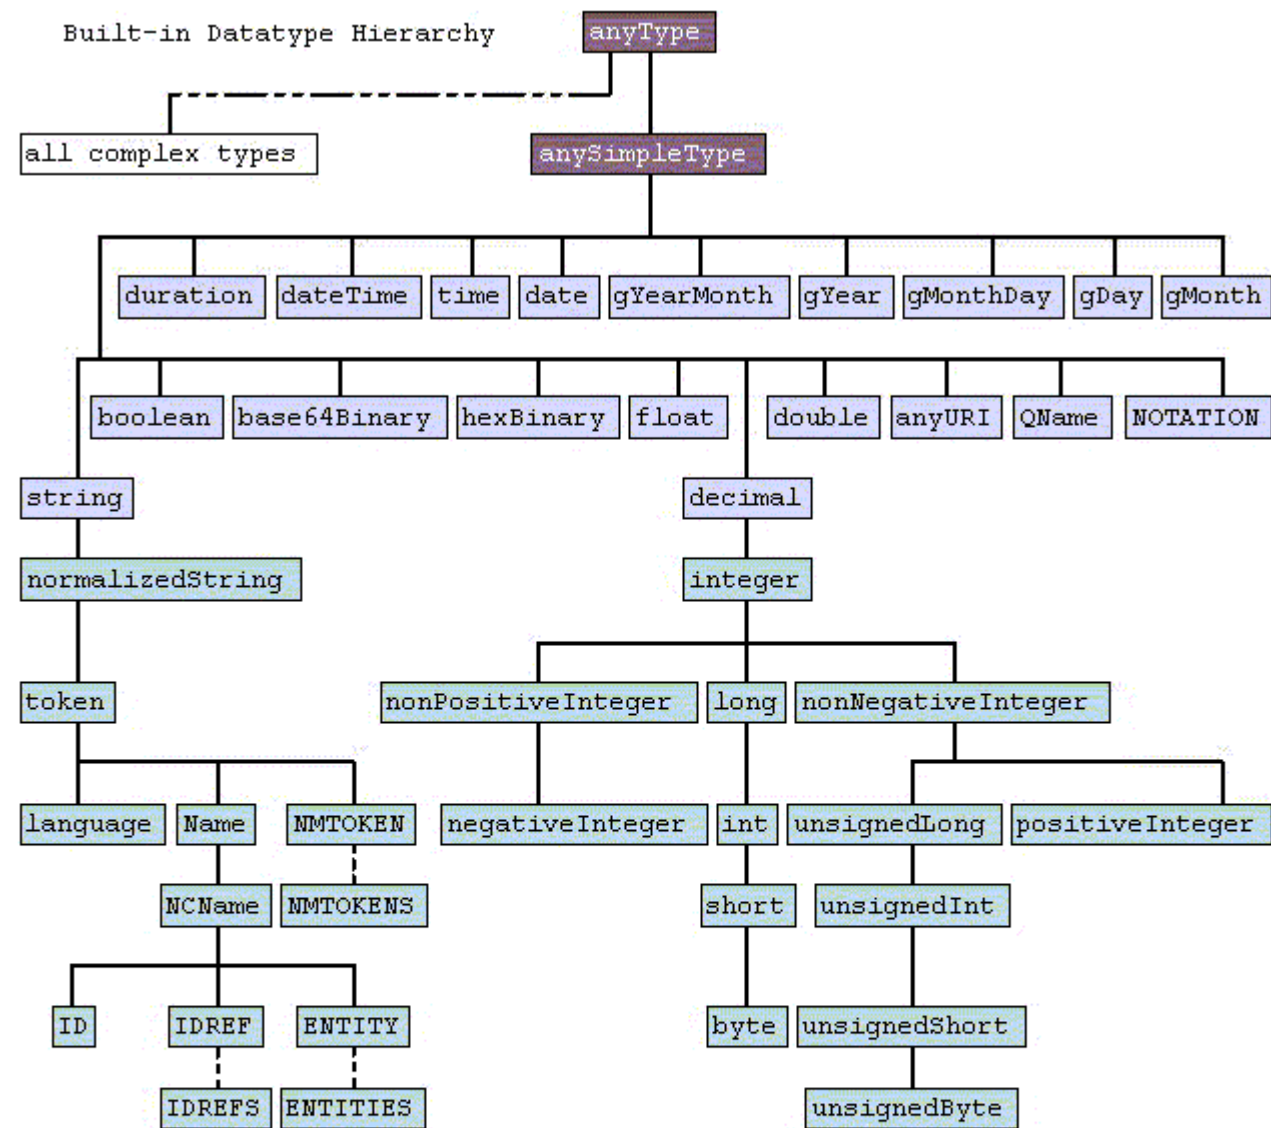 Built-in Datatype Hierarchy anyType
all complex types anySimpleType
duration dateTime time date gYearMonth gYear gMonthDay gDay gMonth
boolean base64Binary hexBinary float double anyURI QName NOTATION
string decimal
normalizedString integer
token nonPositiveInteger long nonNegativeInteger
language Name NMTOKEN negativeInteger int unsignedLong positiveInteger
NCName NMTOKENS short unsignedInt
ID IDREF ENTITY byte unsignedShort
IDREFS ENTITIES unsignedByte